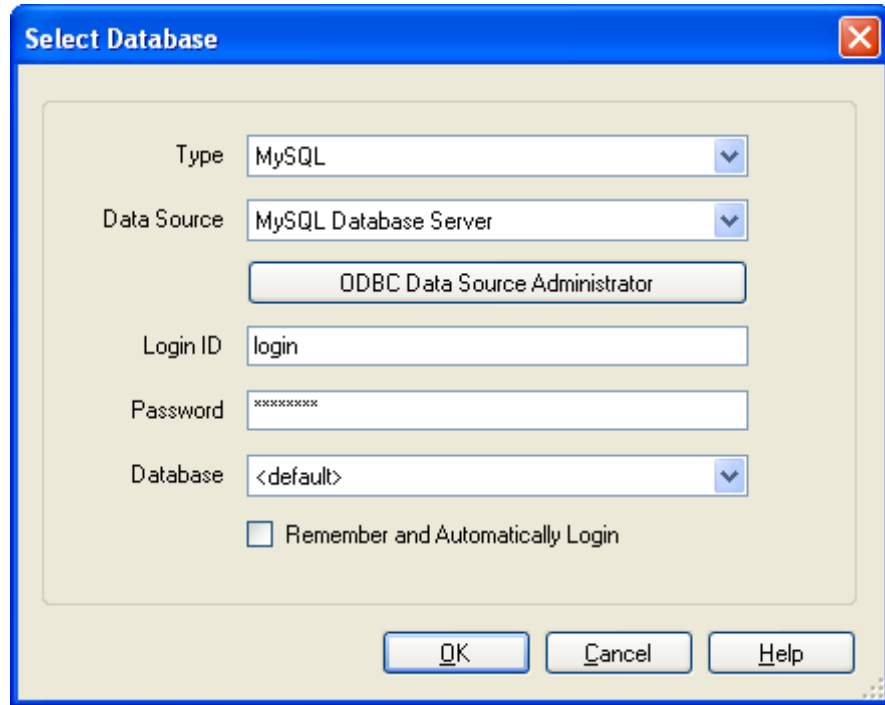 Select Database
Type MySQL
Data Source MySQL Database Server
ODBC Data Source Administrator
Login ID login
Password ********
Database <default>
Remember and Automatically Login
OK Cancel Help